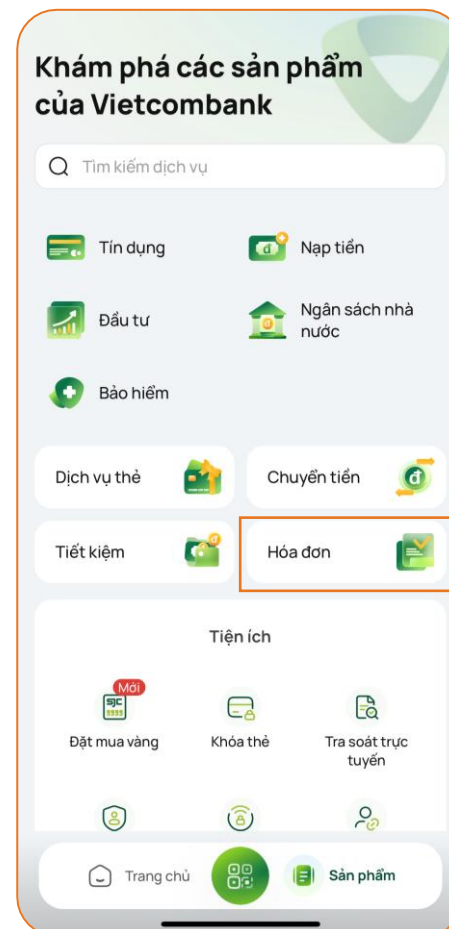 Khám phá các sản phẩm
của Vietcombank
Tìm kiếm dịch vụ
Tín dụng
Nạp tiền
Đầu tư
Ngân sách nhà
nước
Bảo hiểm
Dịch vụ thẻ
Chuyển tiền
Tiết kiệm
Hóa đơn
Tiện ích
Mới
SJC
9999
Đặt mua vàng
Khóa thẻ
Tra soát trực
tuyến
Trang chủ
Sản phẩm